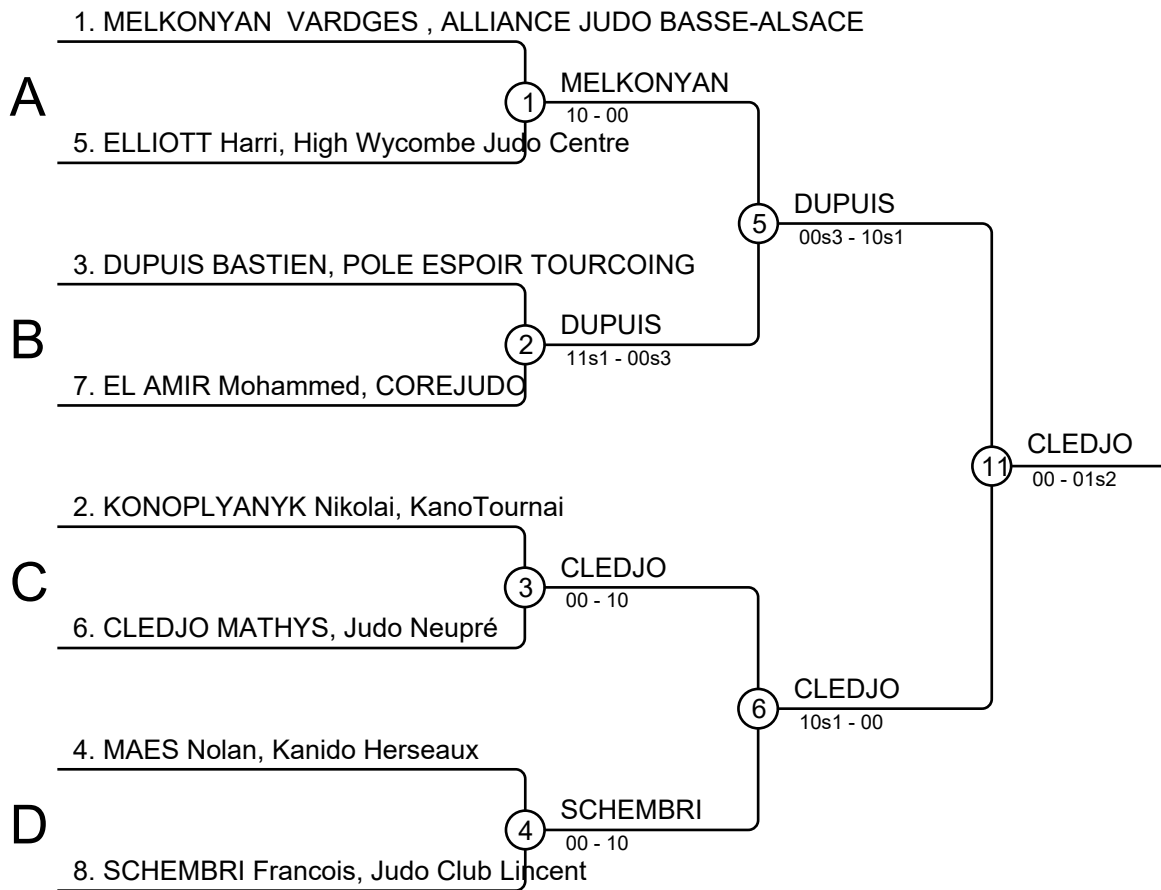 1. MELKONYAN  VARDGES , ALLIANCE JUDO BASSE-ALSACE
A
1
MELKONYAN
10 - 00
5. ELLIOTT Harri, High Wycombe Judo Centre
5
DUPUIS
00s3 - 10s1
3. DUPUIS BASTIEN, POLE ESPOIR TOURCOING
B
2
DUPUIS
11s1 - 00s3
7. EL AMIR Mohammed, COREJUDO
11
CLEDJO
00 - 01s2
2. KONOPLYANYK Nikolai, KanoTournai
C
3
CLEDJO
00 - 10
6. CLEDJO MATHYS, Judo Neupré
6
CLEDJO
10s1 - 00
4. MAES Nolan, Kanido Herseaux
D
4
SCHEMBRI
00 - 10
8. SCHEMBRI Francois, Judo Club Lincent